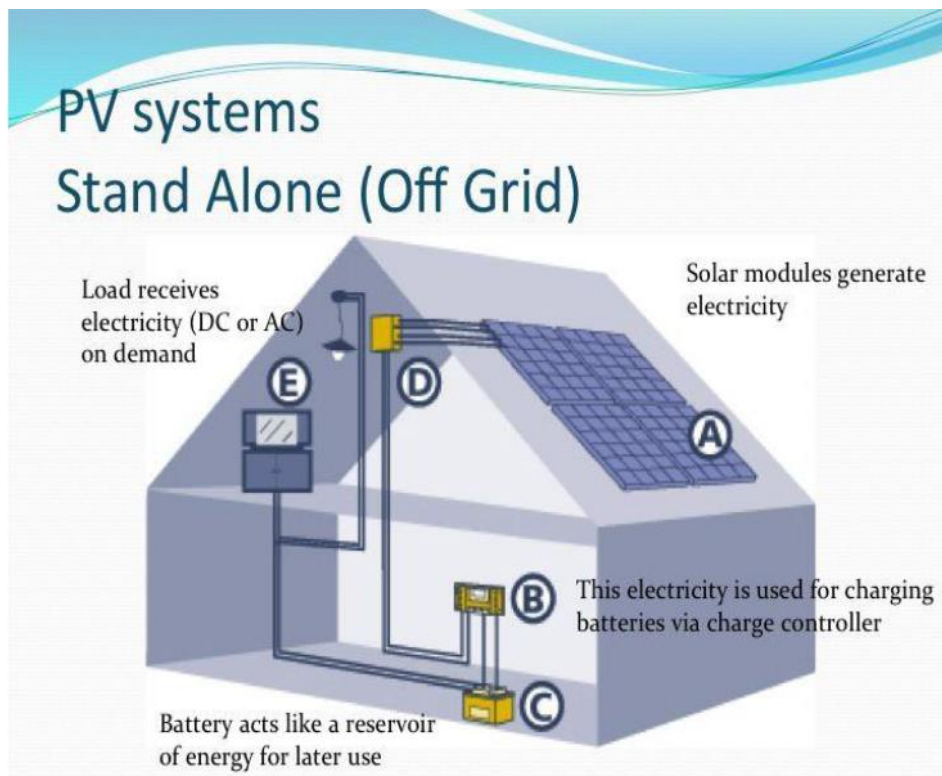 PV systems
Stand Alone (Off Grid)
Load receives
electricity (DC or AC)
on demand
Solar modules generate
electricity
E
D
A
B
This electricity is used for charging
batteries via charge controller
C
Battery acts like a reservoir
of energy for later use